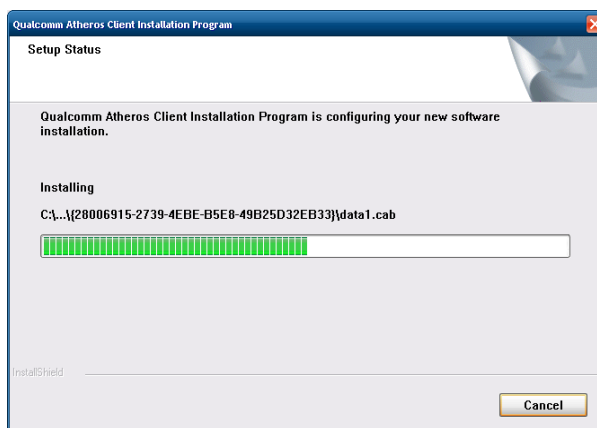 Qualcomm Atheros Client Installation Program
Setup Status
Qualcomm Atheros Client Installation Program is configuring your new software
installation.
Installing
C:\...\{28006915-2739-4EBE-B5E8-49B25D32EB33}\data1.cab
InstallShield
Cancel